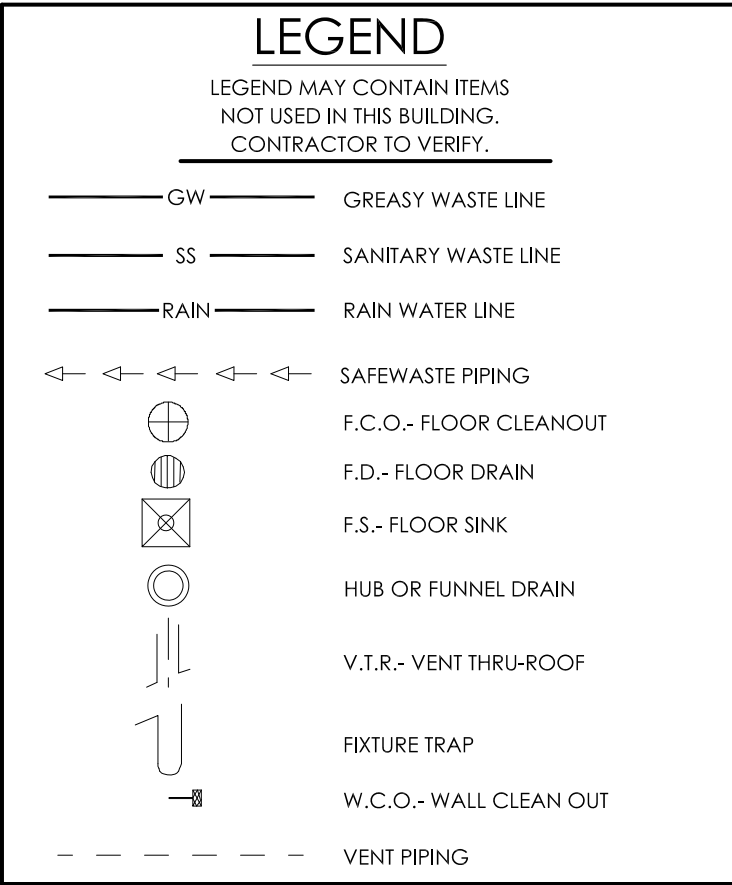 LEGEND
LEGEND MAY CONTAIN ITEMS
NOT USED IN THIS BUILDING.
CONTRACTOR TO VERIFY.
GW GREASY WASTE LINE
SS SANITARY WASTE LINE
RAIN RAIN WATER LINE
SAFEWASTE PIPING
F.C.O.- FLOOR CLEANOUT
F.D.- FLOOR DRAIN
F.S.- FLOOR SINK
HUB OR FUNNEL DRAIN
V.T.R.- VENT THRU-ROOF
FIXTURE TRAP
W.C.O.- WALL CLEAN OUT
VENT PIPING